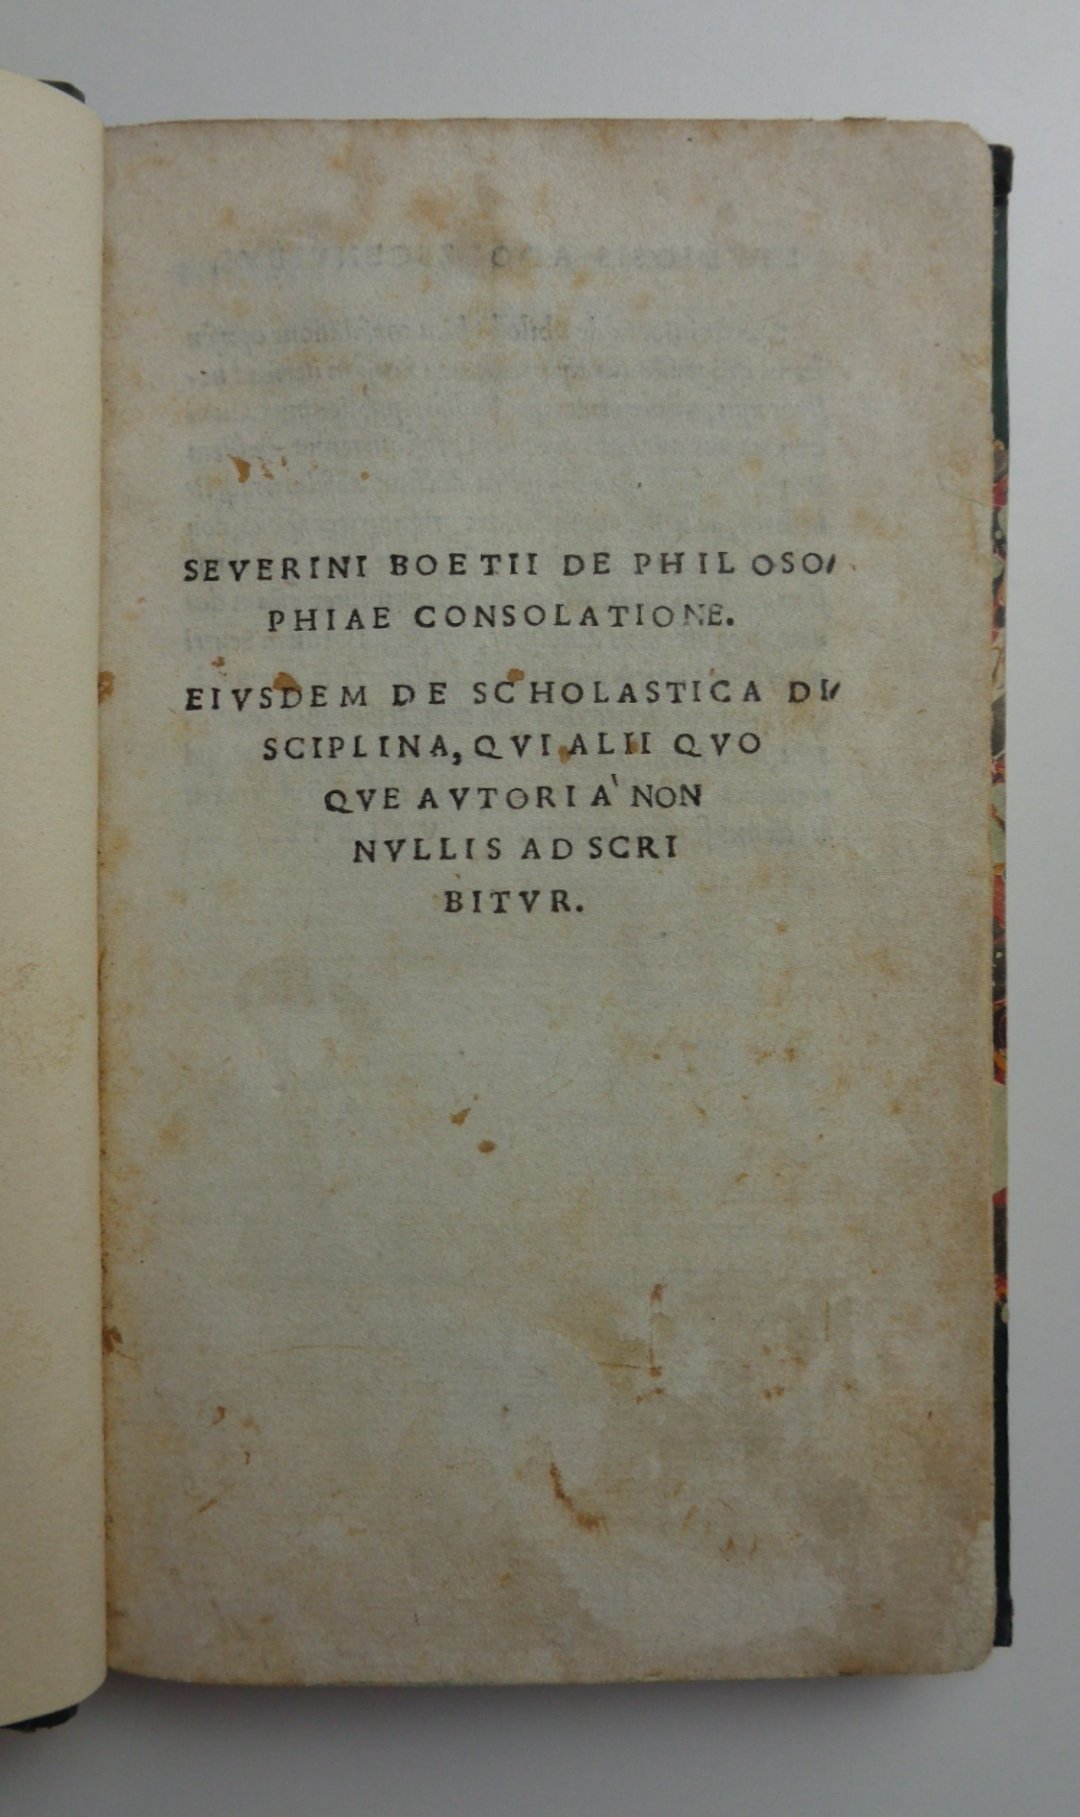 SEVERINI BOETII DE PHILOSO/
PHIAE CONSOLATIONE.
EIVSDEM DE SCHOLASTICA DI/
SCIPLINA, QVI ALII QVO
QVE AVTORI A` NON
NVLLIS ADSCRI
BITVR.